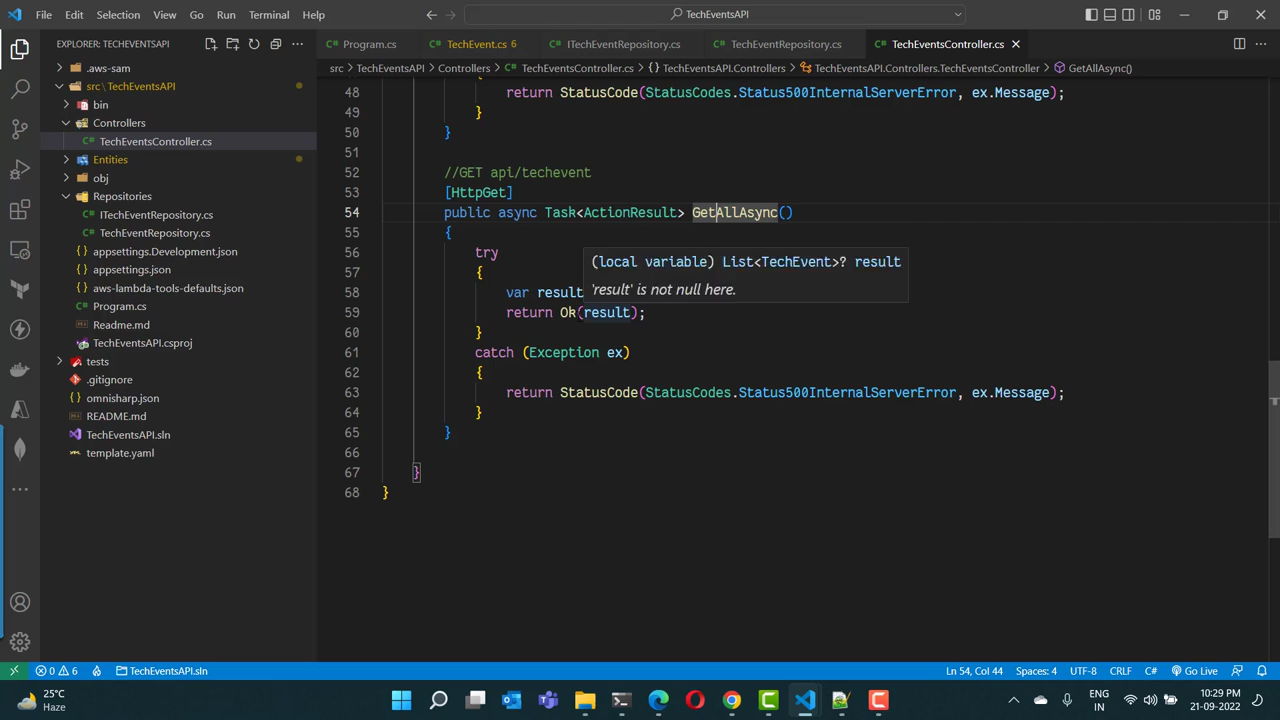 File Edit Selection View Go Run Terminal Help
TechEventsAPI
EXPLORER: TECHEVENTSAPI
Program.cs
TechEvent.cs 6
ITechEventRepository.cs
TechEventRepository.cs
TechEventsController.cs
src > TechEventsAPI > Controllers > TechEventsController.cs > {} TechEventsAPI.Controllers > TechEventsAPI.Controllers.TechEventsController > GetAllAsync()
.aws-sam
src \ TechEventsAPI
bin
Controllers
TechEventsController.cs
Entities
obj
Repositories
ITechEventRepository.cs
TechEventRepository.cs
appsettings.Development.json
appsettings.json
aws-lambda-tools-defaults.json
Program.cs
Readme.md
TechEventsAPI.csproj
tests
.gitignore
omnisharp.json
README.md
TechEventsAPI.sln
template.yaml
48 return StatusCode(StatusCodes.Status500InternalServerError, ex.Message);
49 }
50 }
51
52 //GET api/techevent
53 [HttpGet]
54 public async Task<ActionResult> GetAllAsync()
55 {
56 try
(local variable) List<TechEvent>? result
57 {
'result' is not null here.
58 var result
59 return Ok(result);
60 }
61 catch (Exception ex)
62 {
63 return StatusCode(StatusCodes.Status500InternalServerError, ex.Message);
64 }
65 }
66
67 }
68 }
0 6 TechEventsAPI.sln Ln 54, Col 44 Spaces: 4 UTF-8 CRLF C# Go Live
25°C
Haze
ENG
IN
10:29 PM
21-09-2022